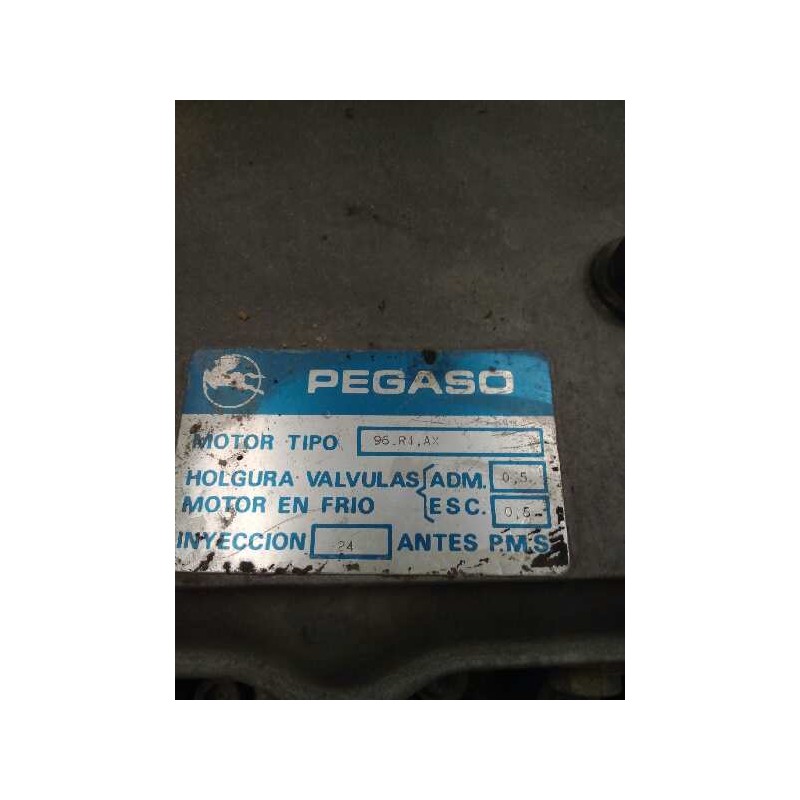 PEGASO
MOTOR TIPO 96.R1.AX
HOLGURA VALVULAS ADM. 0,5
MOTOR EN FRIO ESC. 0,5
INYECCION 24 ANTES P.M.S